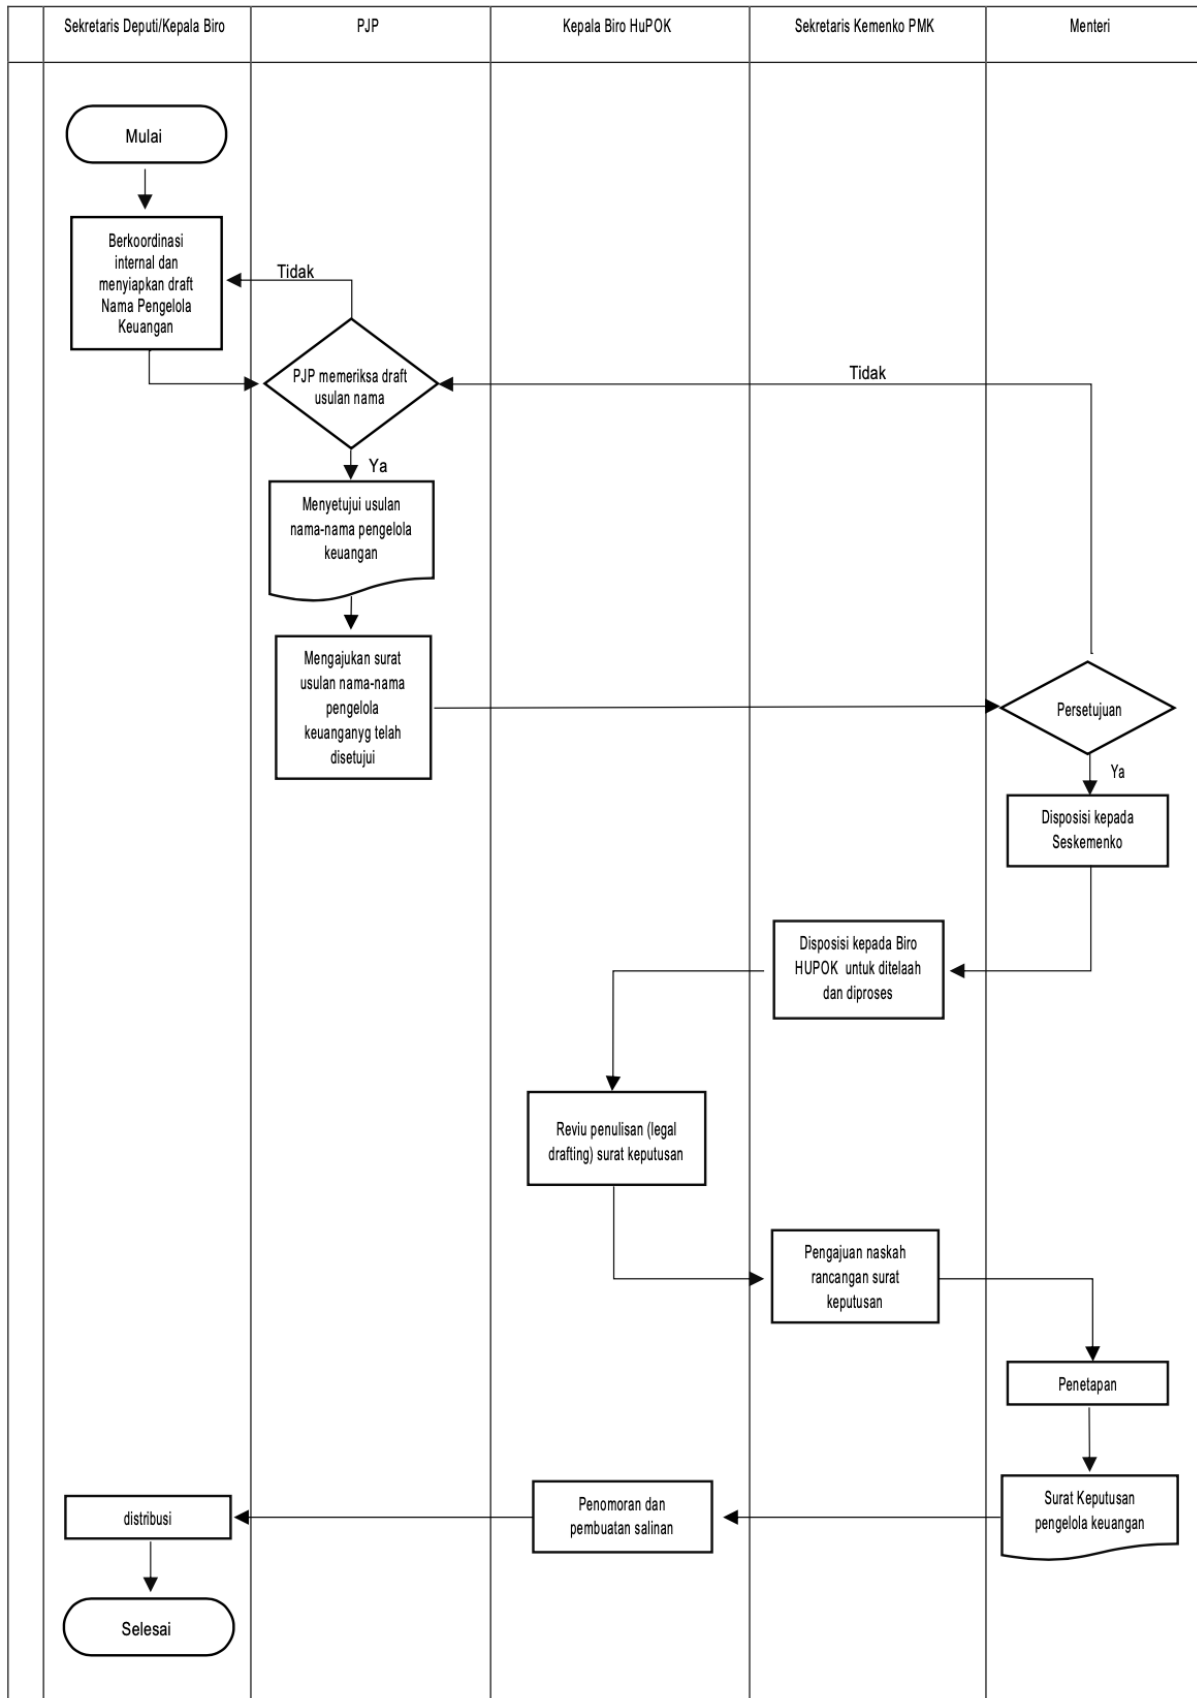 Sekretaris Deputi/Kepala Biro
PJP
Kepala Biro HuPOK
Sekretaris Kemenko PMK
Menteri
Mulai
Berkoordinasi
internal dan
menyiapkan draft
Nama Pengelola
Keuangan
Tidak
PJP memeriksa draft
usulan nama
Tidak
Ya
Menyetujui usulan
nama-nama pengelola
keuangan
Mengajukan surat
usulan nama-nama
pengelola
keuanganyg telah
disetujui
Persetujuan
Ya
Disposisi kepada
Seskemenko
Disposisi kepada Biro
HUPOK untuk ditelaah
dan diproses
Reviu penulisan (legal
drafting) surat keputusan
Pengajuan naskah
rancangan surat
keputusan
Penetapan
Surat Keputusan
pengelola keuangan
Penomoran dan
pembuatan salinan
distribusi
Selesai